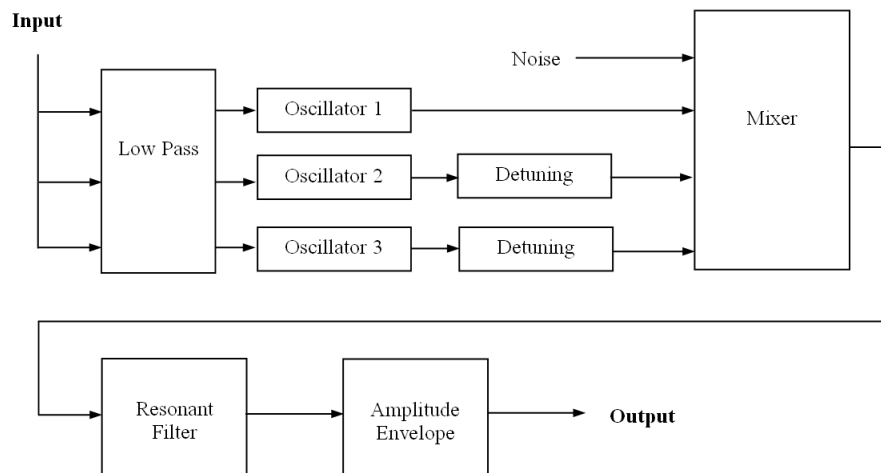 Input
Noise
Oscillator 1
Mixer
Low Pass
Oscillator 2
Detuning
Oscillator 3
Detuning
Resonant
Filter
Amplitude
Envelope
Output